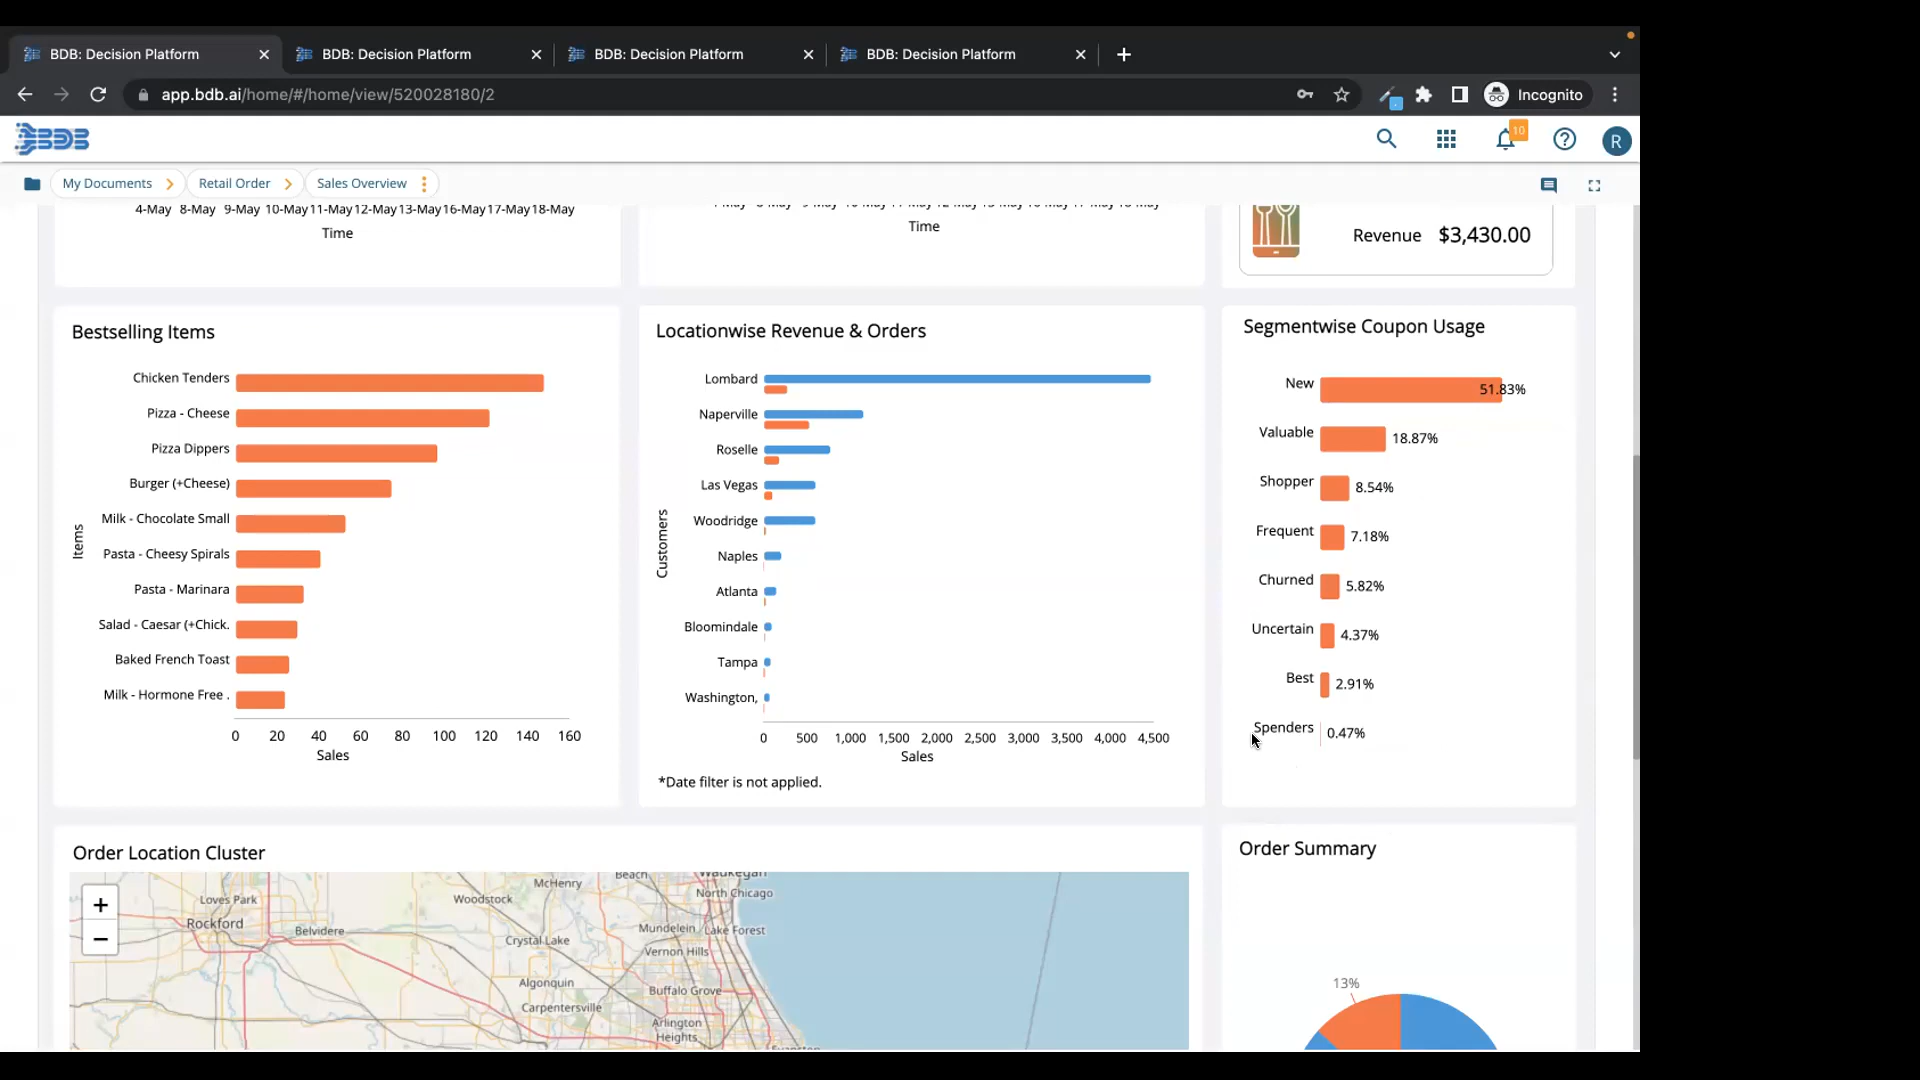 BDB: Decision Platform
BDB: Decision Platform
BDB: Decision Platform
BDB: Decision Platform
app.bdb.ai/home/#/home/view/520028180/2
Incognito
BDB
10
R
My Documents
Retail Order
Sales Overview
4-May 8-May 9-May 10-May 11-May 12-May 13-May 16-May 17-May 18-May
Time
Time
Revenue $3,430.00
Bestselling Items
Chicken Tenders
Pizza - Cheese
Pizza Dippers
Burger (+Cheese)
Milk - Chocolate Small
Pasta - Cheesy Spirals
Pasta - Marinara
Salad - Caesar (+Chick.
Baked French Toast
Milk - Hormone Free .
Items
0 20 40 60 80 100 120 140 160
Sales
Locationwise Revenue & Orders
Lombard
Naperville
Roselle
Las Vegas
Woodridge
Naples
Atlanta
Bloomindale
Tampa
Washington,
Customers
0 500 1,000 1,500 2,000 2,500 3,000 3,500 4,000 4,500
Sales
*Date filter is not applied.
Segmentwise Coupon Usage
New 51.83%
Valuable 18.87%
Shopper 8.54%
Frequent 7.18%
Churned 5.82%
Uncertain 4.37%
Best 2.91%
Spenders 0.47%
Order Location Cluster
+
−
Beach
Waukegan
McHenry
North Chicago
Loves Park
Woodstock
Rockford
Belvidere
Mundelein
Lake Forest
Crystal Lake
Vernon Hills
Algonquin
Buffalo Grove
Carpentersville
Arlington
Heights
Evanston
Order Summary
13%